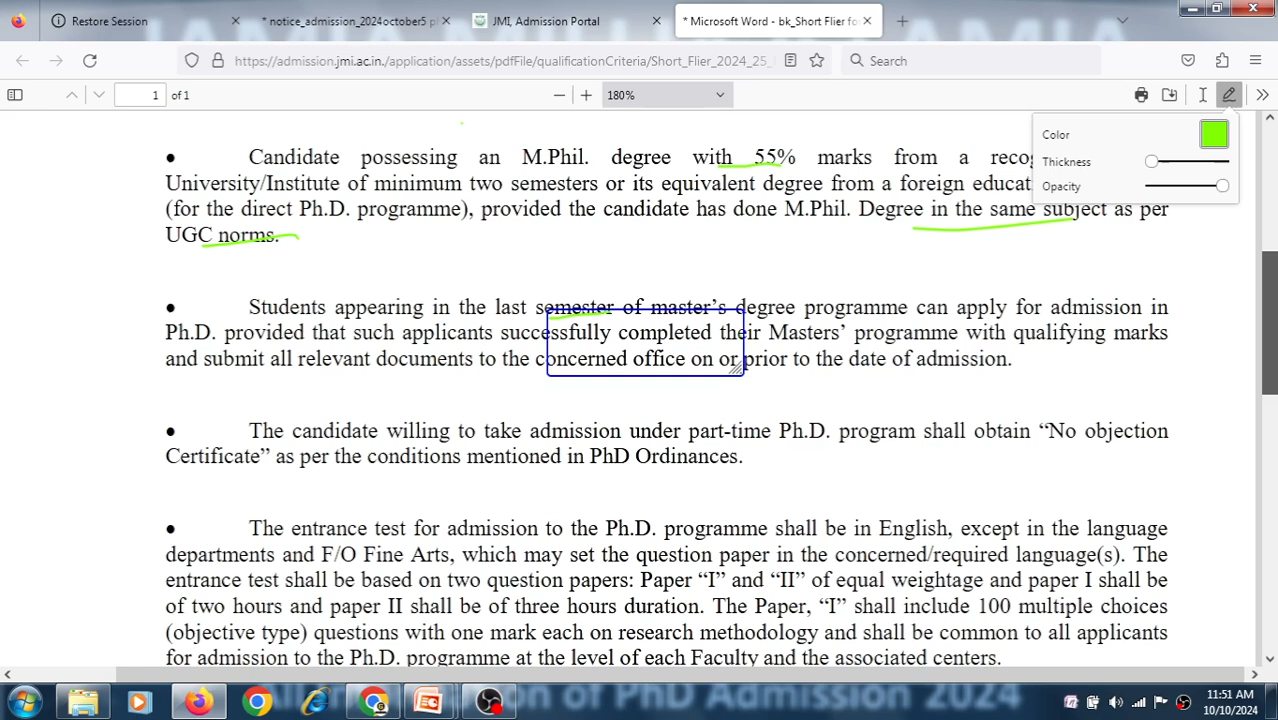 Restore Session
* notice_admission_2024october5 pl
JMI, Admission Portal
* Microsoft Word - bk_Short Flier for
https://admission.jmi.ac.in./application/assets/pdfFile/qulificationCriteria/Short_Flier_2024_25_
Search
1 of 1
180%
Color
Thickness
Opacity
• Candidate possessing an M.Phil. degree with 55% marks from a
University/Institute of minimum two semesters or its equivalent degree from a foreign
(for the direct Ph.D. programme), provided the candidate has done M.Phil. Degree in the same subject as per
UGC norms.
• Students appearing in the last semester of master’s degree programme can apply for admission in
Ph.D. provided that such applicants successfully completed their Masters’ programme with qualifying marks
and submit all relevant documents to the concerned office on or prior to the date of admission.
• The candidate willing to take admission under part-time Ph.D. program shall obtain “No objection
Certificate” as per the conditions mentioned in PhD Ordinances.
• The entrance test for admission to the Ph.D. programme shall be in English, except in the language
departments and F/O Fine Arts, which may set the question paper in the concerned/required language(s). The
entrance test shall be based on two question papers: Paper “I” and “II” of equal weightage and paper I shall be
of two hours and paper II shall be of three hours duration. The Paper, “I” shall include 100 multiple choices
(objective type) questions with one mark each on research methodology and shall be common to all applicants
for admission to the Ph.D. programme at the level of each Faculty and the associated centers.
11:51 AM
10/10/2024